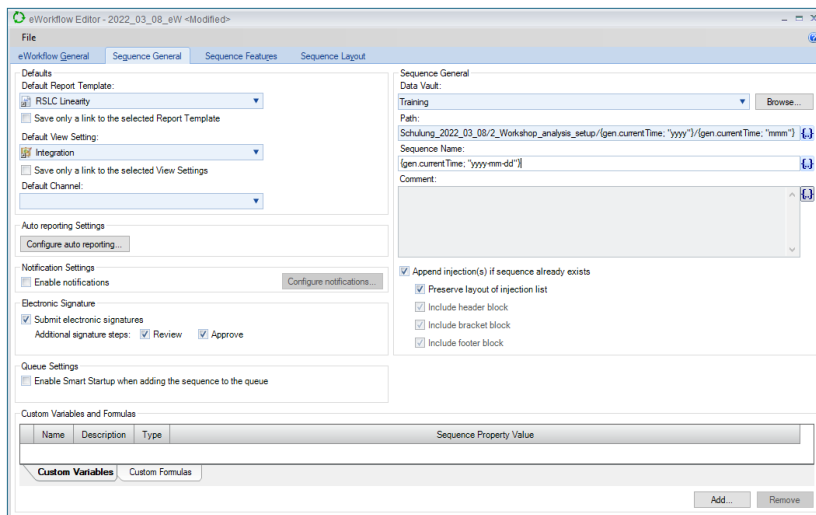 eWorkflow Editor - 2022_03_08_eW <Modified>
File
eWorkflow General
Sequence General
Sequence Features
Sequence Layout
Defaults
Default Report Template:
RSLC Linearity
Save only a link to the selected Report Template
Default View Setting:
Integration
Save only a link to the selected View Settings
Default Channel:
Auto reporting Settings
Configure auto reporting...
Notification Settings
Enable notifications
Configure notifications...
Electronic Signature
Submit electronic signatures
Additional signature steps:
Review
Approve
Queue Settings
Enable Smart Startup when adding the sequence to the queue
Sequence General
Data Vault:
Training
Browse...
Path:
Schulung_2022_03_08/2_Workshop_analysis_setup/{gen.currentTime; "yyyy"}/{gen.currentTime; "mmm"}
{..}
Sequence Name:
{gen.currentTime; "yyyy-mm-dd"}
{..}
Comment:
{..}
Append injection(s) if sequence already exists
Preserve layout of injection list
Include header block
Include bracket block
Include footer block
Custom Variables and Formulas
Name Description Type Sequence Property Value
Custom Variables
Custom Formulas
Add...
Remove